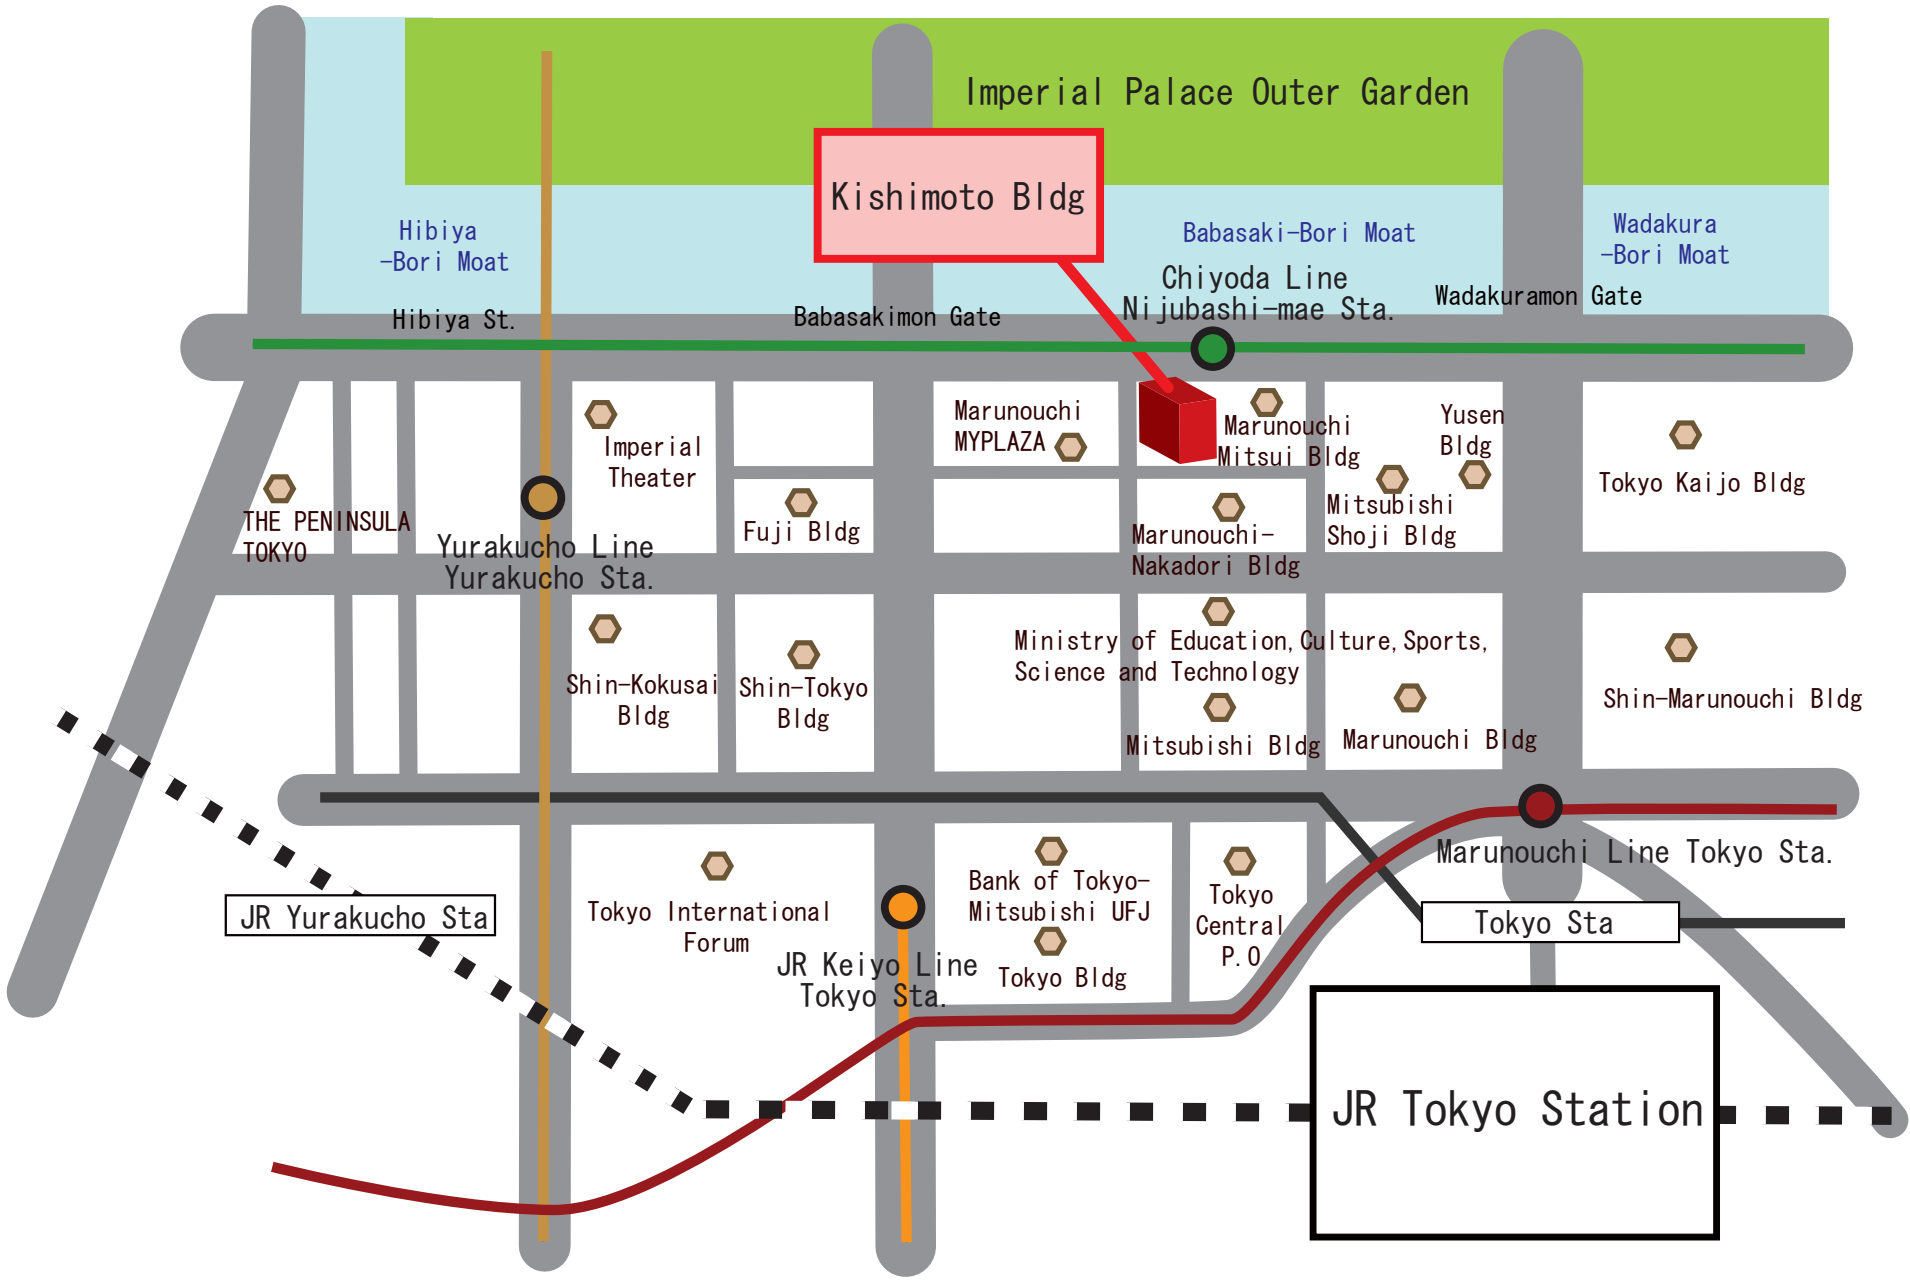 Imperial Palace Outer Garden
Kishimoto Bldg
Hibiya
-Bori Moat
Babasaki-Bori Moat
Wadakura
-Bori Moat
Chiyoda Line
Nijubashi-mae Sta.
Wadakuramon Gate
Hibiya St.
Babasakimon Gate
Marunouchi
MYPLAZA
Marunouchi
Mitsui Bldg
Yusen
Bldg
Imperial
Theater
Tokyo Kaijo Bldg
THE PENINSULA
TOKYO
Fuji Bldg
Mitsubishi
Shoji Bldg
Marunouchi-
Nakadori Bldg
Yurakucho Line
Yurakucho Sta.
Ministry of Education,Culture,Sports,
Science and Technology
Shin-Kokusai
Bldg
Shin-Tokyo
Bldg
Shin-Marunouchi Bldg
Mitsubishi Bldg
Marunouchi Bldg
Marunouchi Line Tokyo Sta.
Bank of Tokyo-
Mitsubishi UFJ
Tokyo
Central
P.O
JR Yurakucho Sta
Tokyo International
Forum
Tokyo Sta
JR Keiyo Line
Tokyo Sta.
Tokyo Bldg
JR Tokyo Station